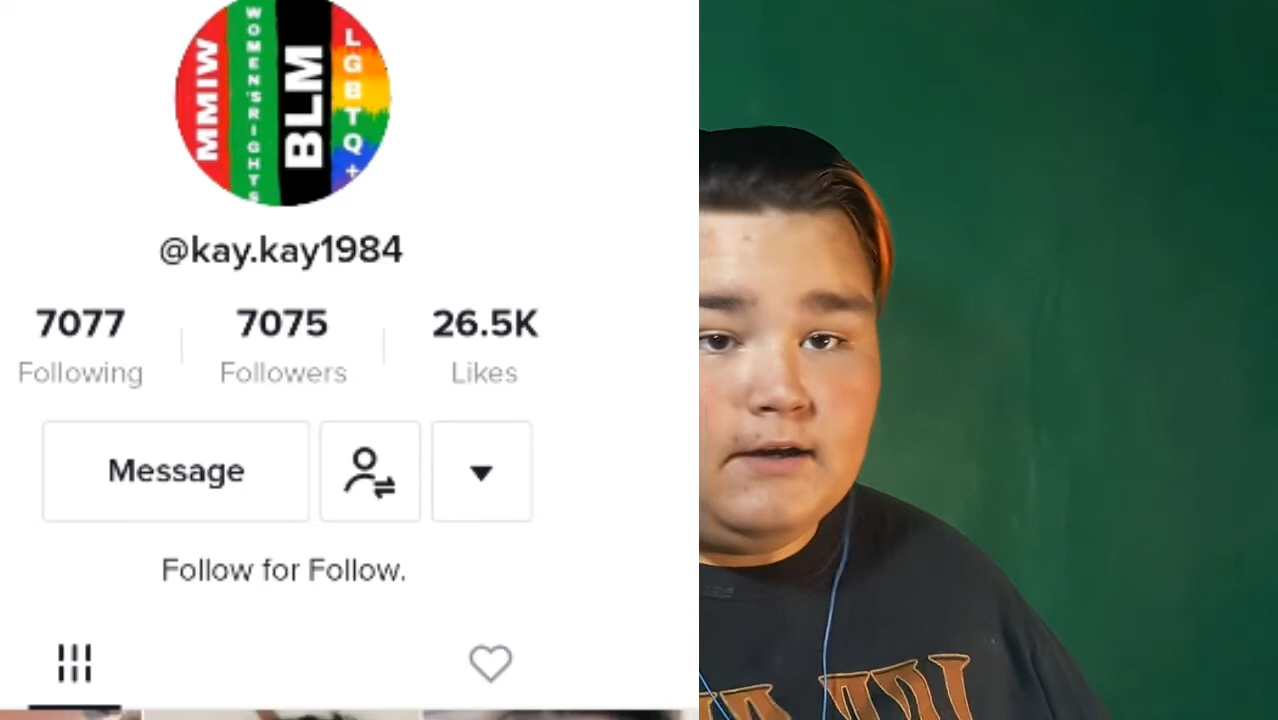 MMIW
WOMEN'S RIGHTS
BLM
LGBTQ+
@kay.kay1984
7077
7075
26.5K
Following
Followers
Likes
Message
Follow for Follow.